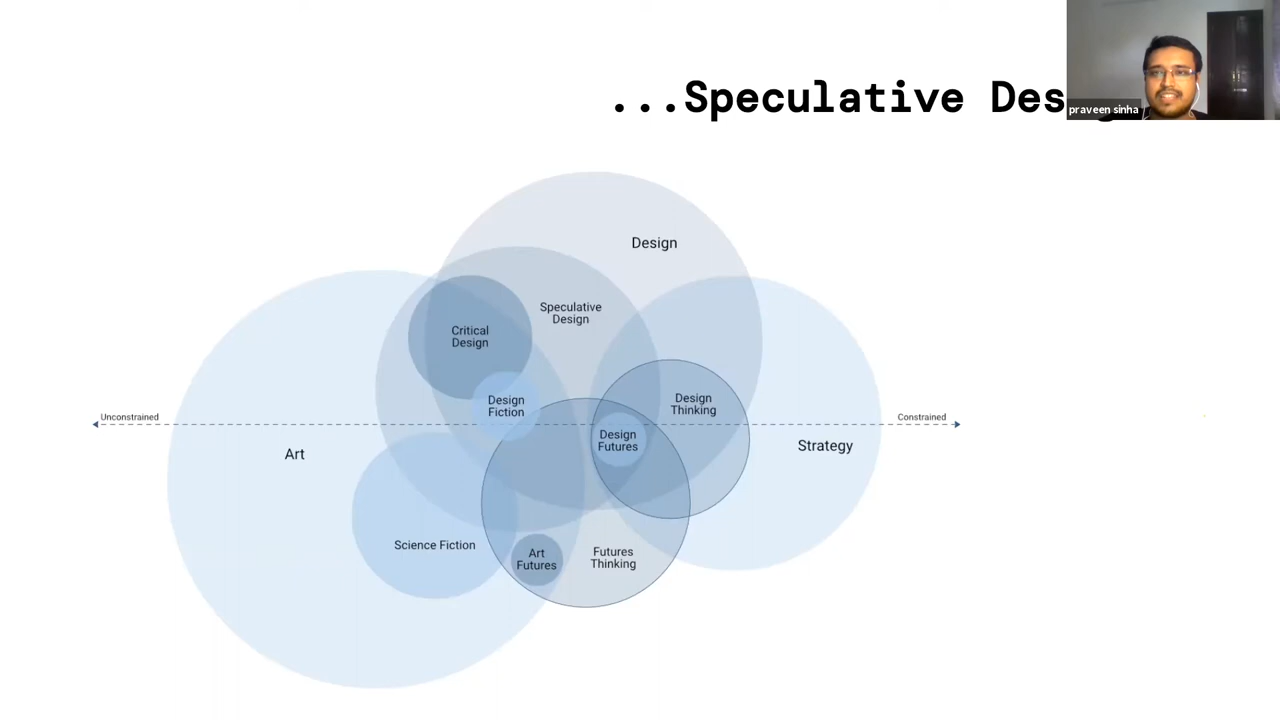 ...Speculative Des
praveen sinha
Design
Speculative
Design
Critical
Design
Design
Fiction
Design
Thinking
Unconstrained
Constrained
Design
Futures
Strategy
Art
Science Fiction
Art
Futures
Futures
Thinking